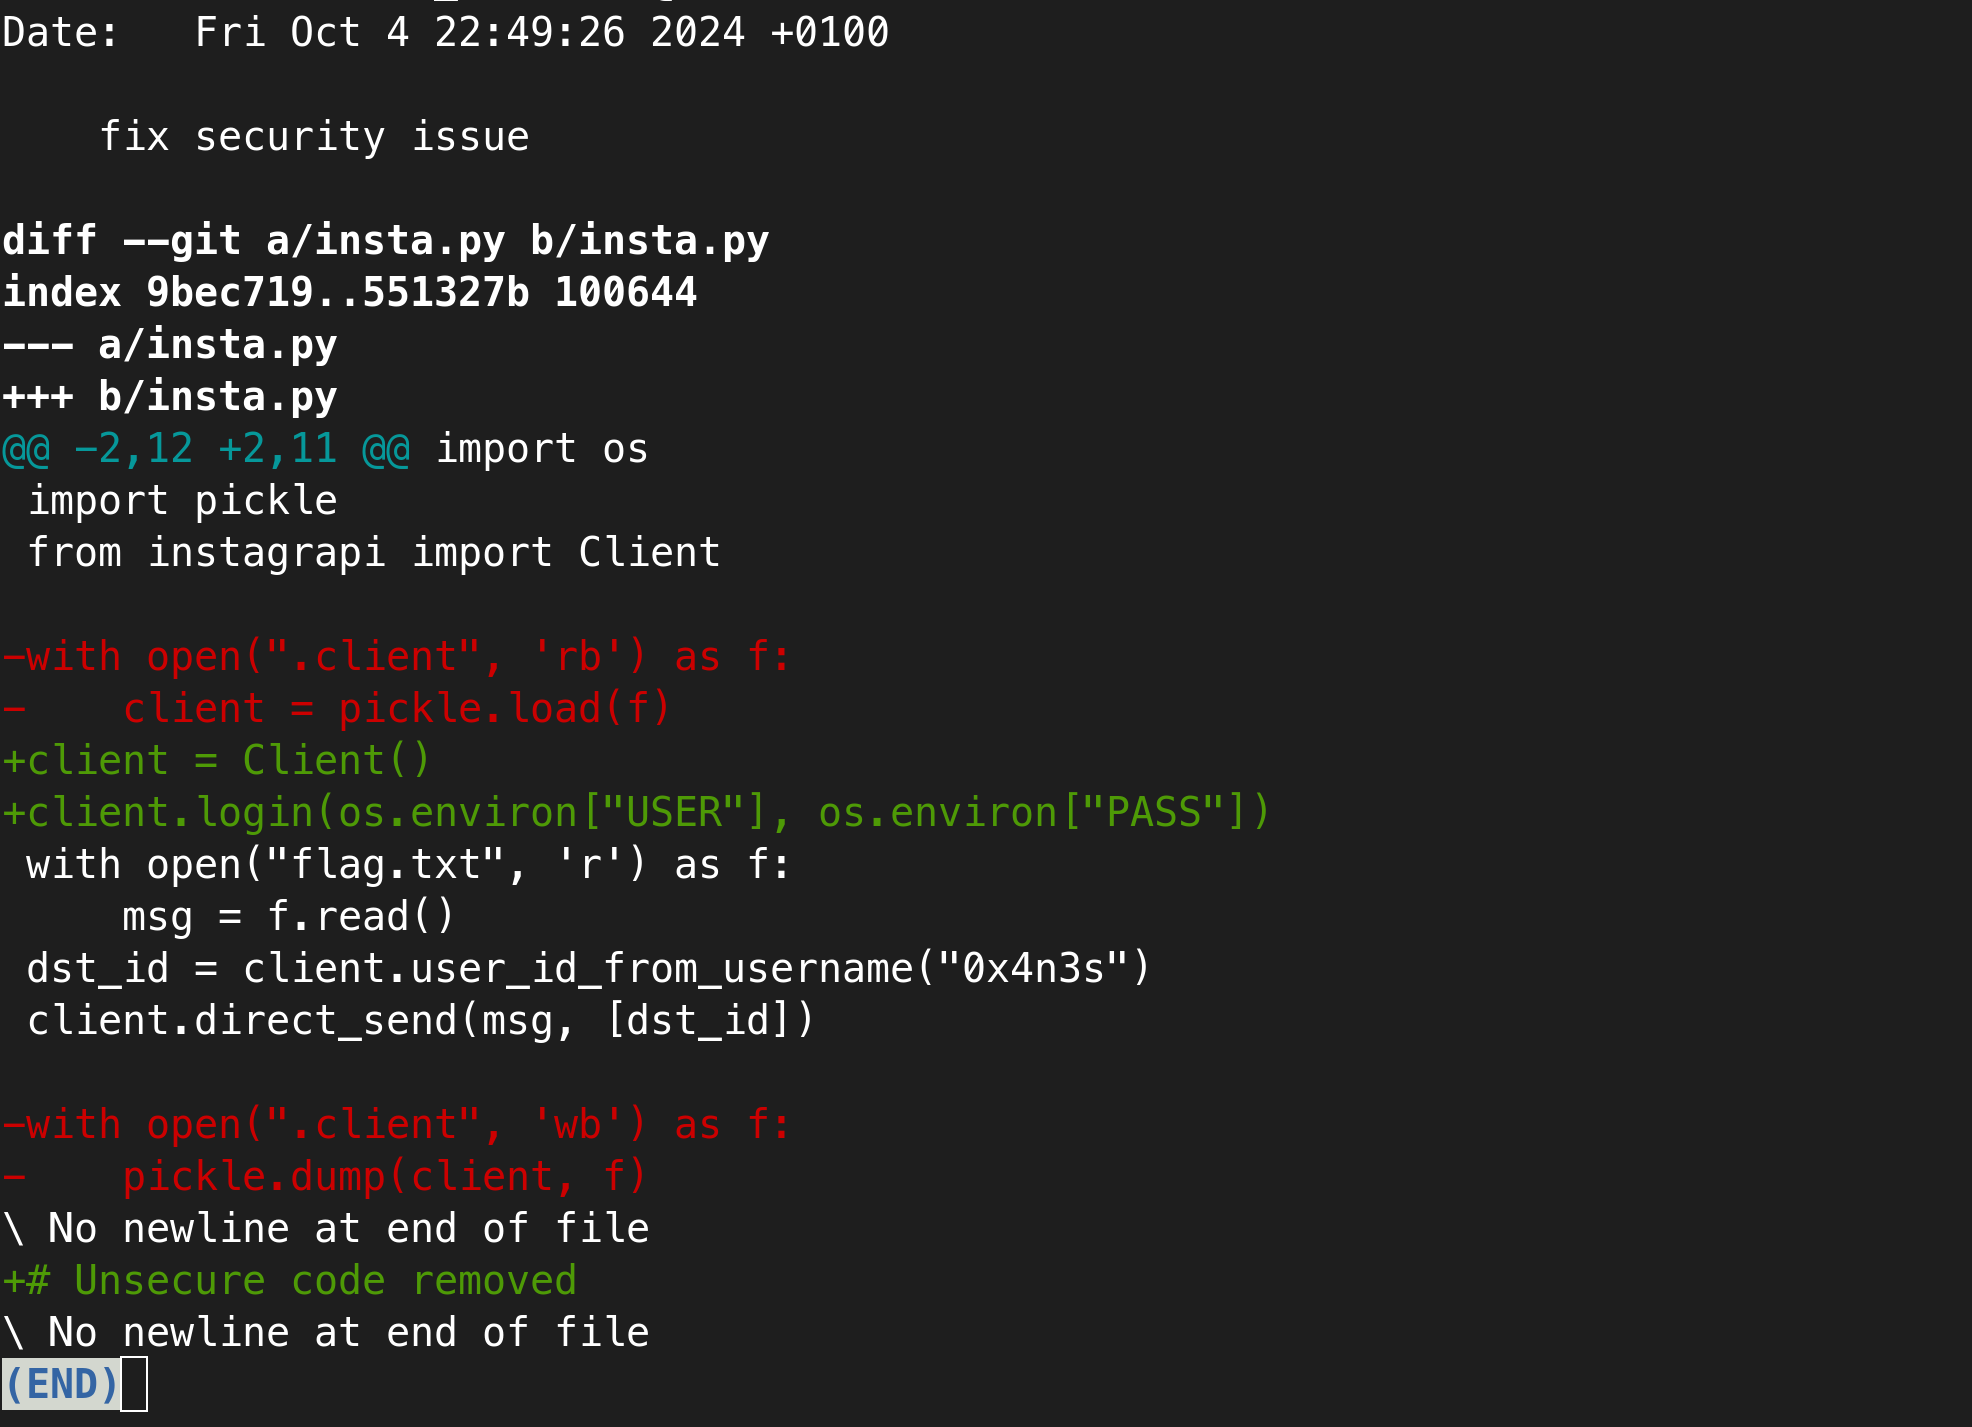 Date:   Fri Oct 4 22:49:26 2024 +0100

    fix security issue

diff --git a/insta.py b/insta.py
index 9bec719..551327b 100644
--- a/insta.py
+++ b/insta.py
@@ -2,12 +2,11 @@ import os
 import pickle
 from instagrapi import Client

-with open(".client", 'rb') as f:
-    client = pickle.load(f)
+client = Client()
+client.login(os.environ["USER"], os.environ["PASS"])
 with open("flag.txt", 'r') as f:
     msg = f.read()
 dst_id = client.user_id_from_username("0x4n3s")
 client.direct_send(msg, [dst_id])

-with open(".client", 'wb') as f:
-    pickle.dump(client, f)
\ No newline at end of file
+# Unsecure code removed
\ No newline at end of file
(END)